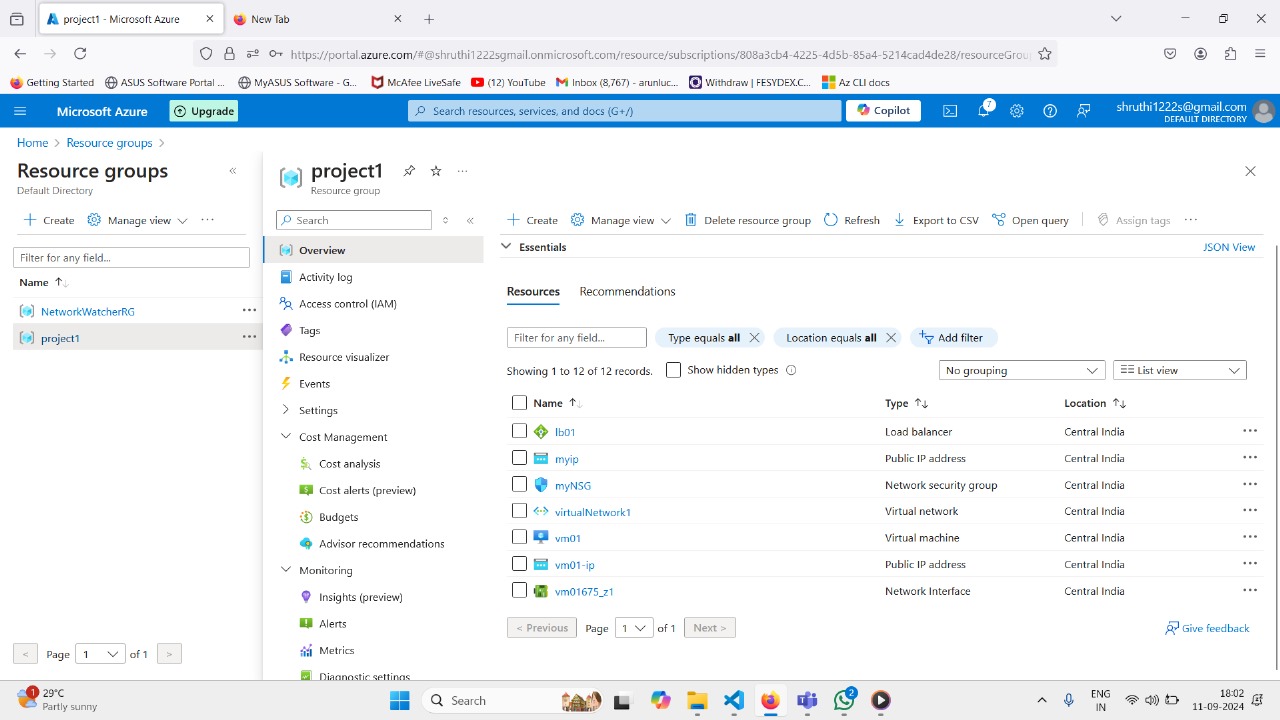 project1 - Microsoft Azure
New Tab
https://portal.azure.com/#@shruthi1222sgmail.onmicrosoft.com/resource/subscriptions/808a3cb4-4225-4d5b-85a4-5214cad4de28/resourceGrou
Getting Started
ASUS Software Portal ...
MyASUS Software - G...
McAfee LiveSafe
(12) YouTube
Inbox (8,767) - arunluc...
Withdraw | FESYDEX.C...
Az CLI docs
Microsoft Azure
Upgrade
Search resources, services, and docs (G+/)
Copilot
7
shruthi1222s@gmail.com
DEFAULT DIRECTORY
Home > Resource groups >
Resource groups
Default Directory
Create
Manage view
Filter for any field...
Name
NetworkWatcherRG
project1
< Page 1 of 1 >
project1
Resource group
Search
Overview
Activity log
Access control (IAM)
Tags
Resource visualizer
Events
Settings
Cost Management
Cost analysis
Cost alerts (preview)
Budgets
Advisor recommendations
Monitoring
Insights (preview)
Alerts
Metrics
Diagnostic settings
Create
Manage view
Delete resource group
Refresh
Export to CSV
Open query
Assign tags
Essentials
JSON View
Resources
Recommendations
Filter for any field...
Type equals all
Location equals all
Add filter
Showing 1 to 12 of 12 records.
Show hidden types
No grouping
List view
Name Type Location
lb01 Load balancer Central India
myip Public IP address Central India
myNSG Network security group Central India
virtualNetwork1 Virtual network Central India
vm01 Virtual machine Central India
vm01-ip Public IP address Central India
vm01675_z1 Network Interface Central India
< Previous Page 1 of 1 Next >
Give feedback
1
29°C
Partly sunny
Search
2
ENG
IN
18:02
11-09-2024